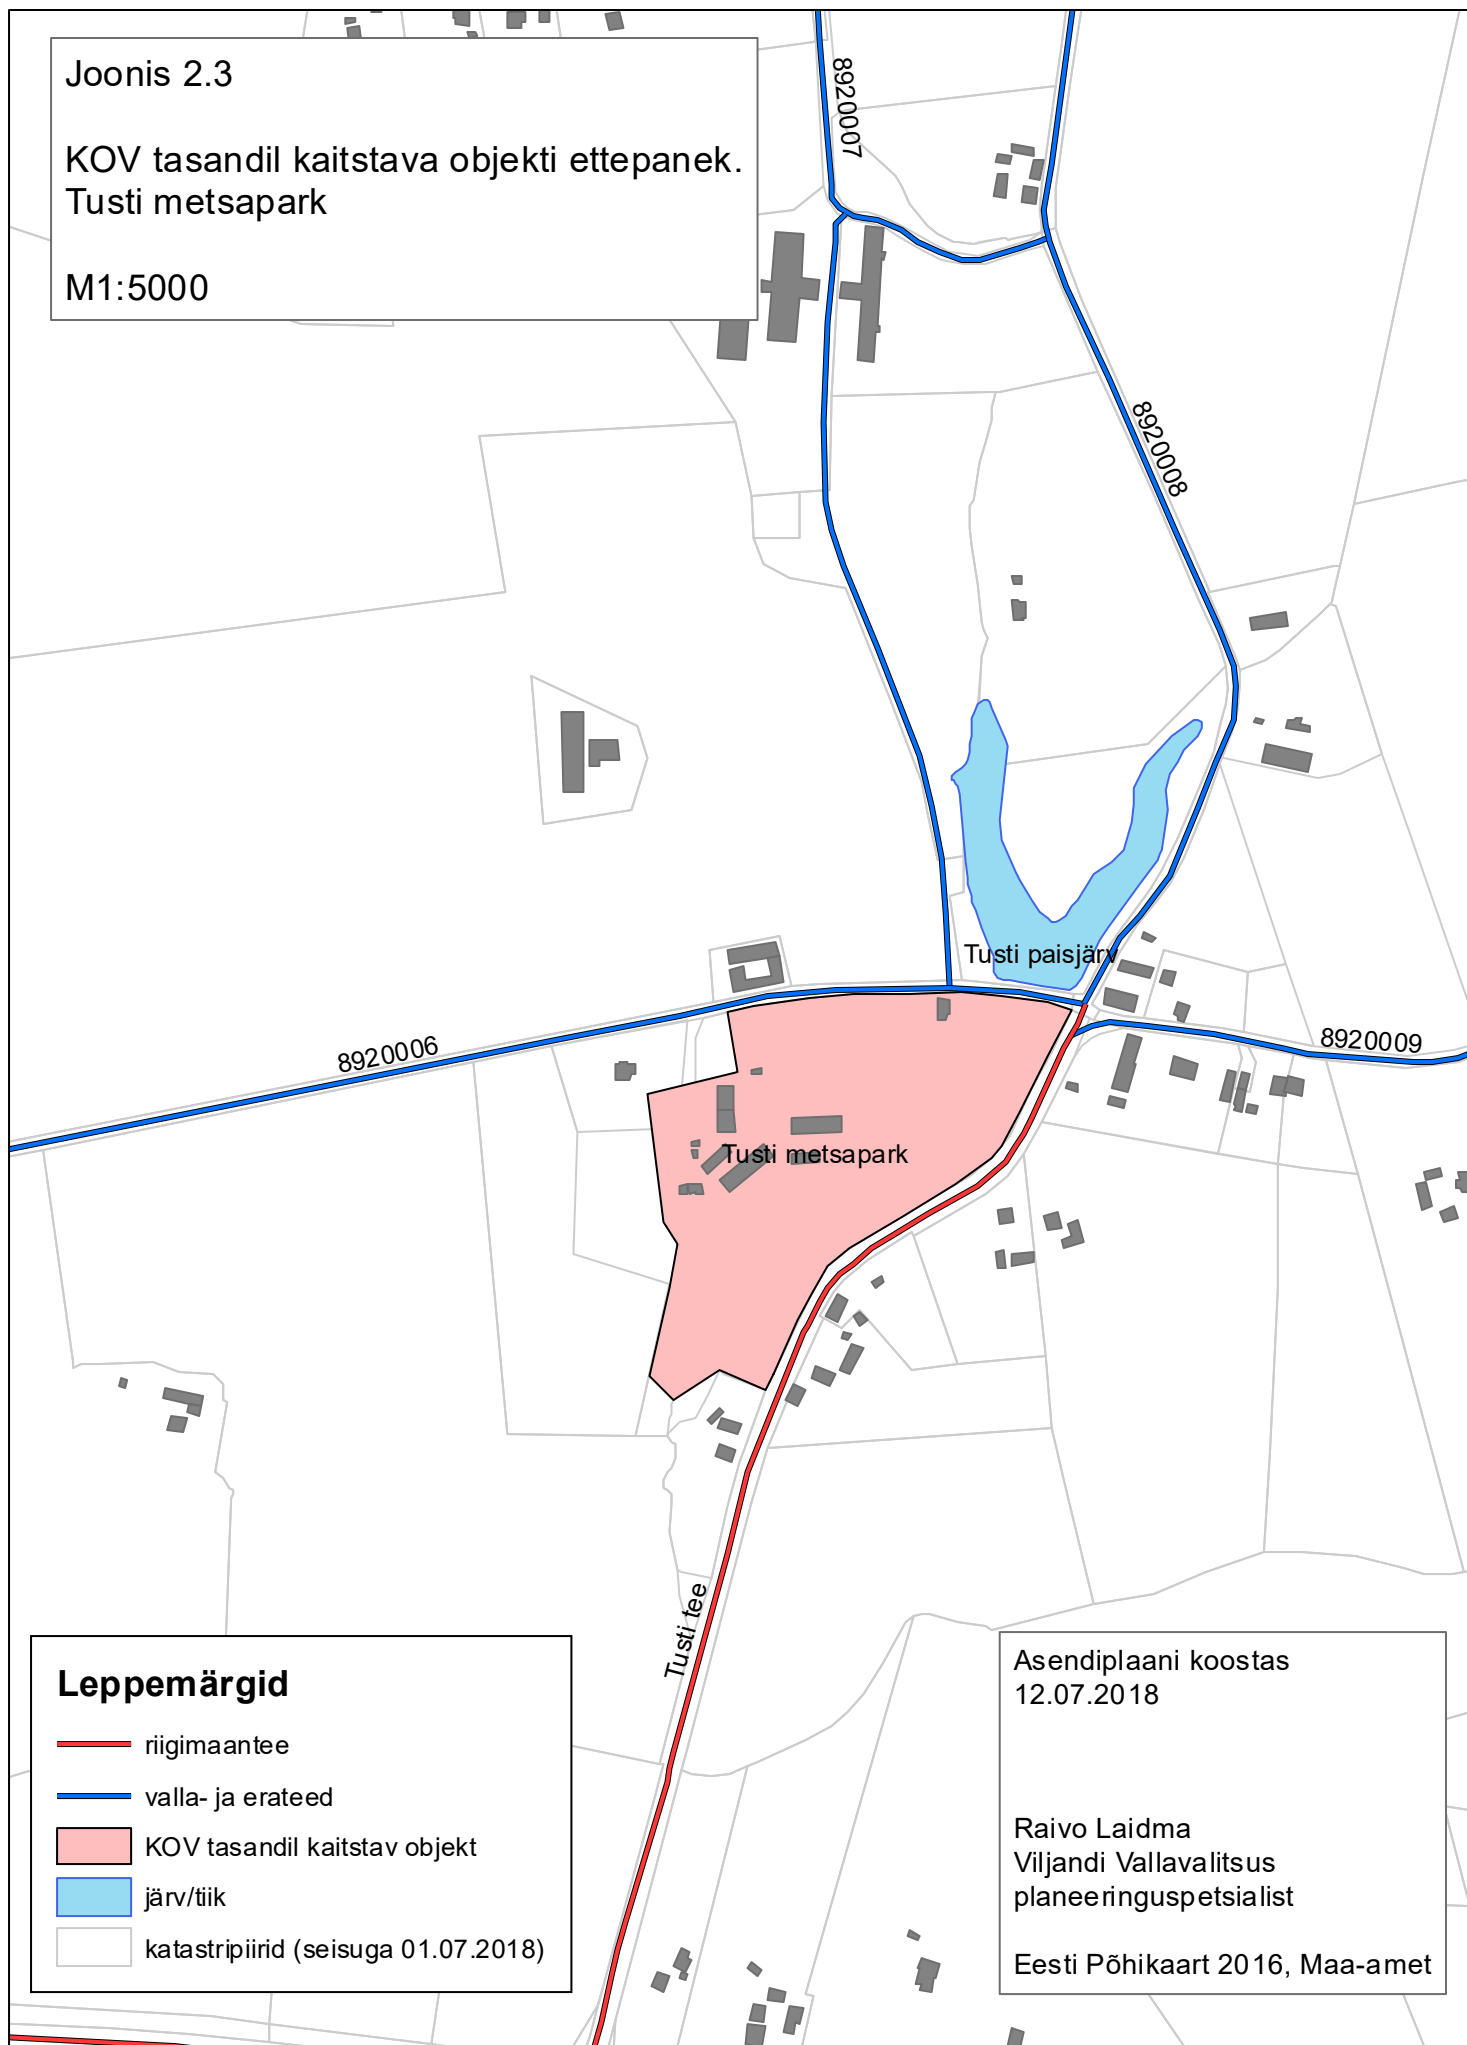 Joonis 2.3
KOV tasandil kaitstava objekti ettepanek.
Tusti metsapark
M1:5000
8920007
8920008
Tusti paisjärv
8920006
8920009
Tusti metsapark
Tusti tee
Leppemärgid
riigimaantee
valla- ja erateed
KOV tasandil kaitstav objekt
järv/tiik
katastripiirid (seisuga 01.07.2018)
Asendiplaani koostas
12.07.2018
Raivo Laidma
Viljandi Vallavalitsus
planeeringuspetsialist
Eesti Põhikaart 2016, Maa-amet